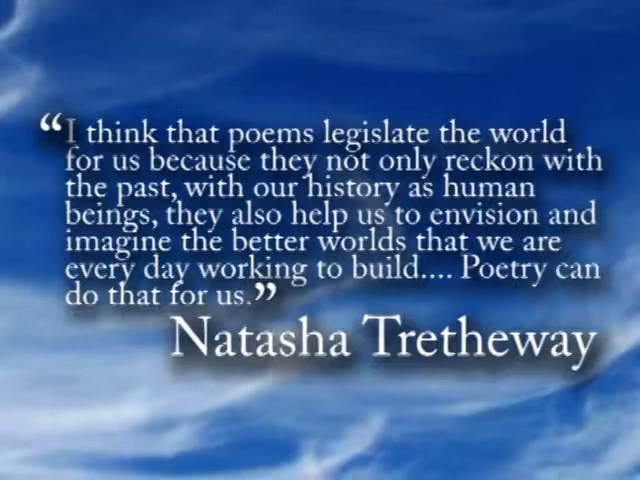 “I think that poems legislate the world
for us because they not only reckon with
the past, with our history as human
beings, they also help us to envision and
imagine the better worlds that we are
every day working to build.... Poetry can
do that for us.”
Natasha Tretheway